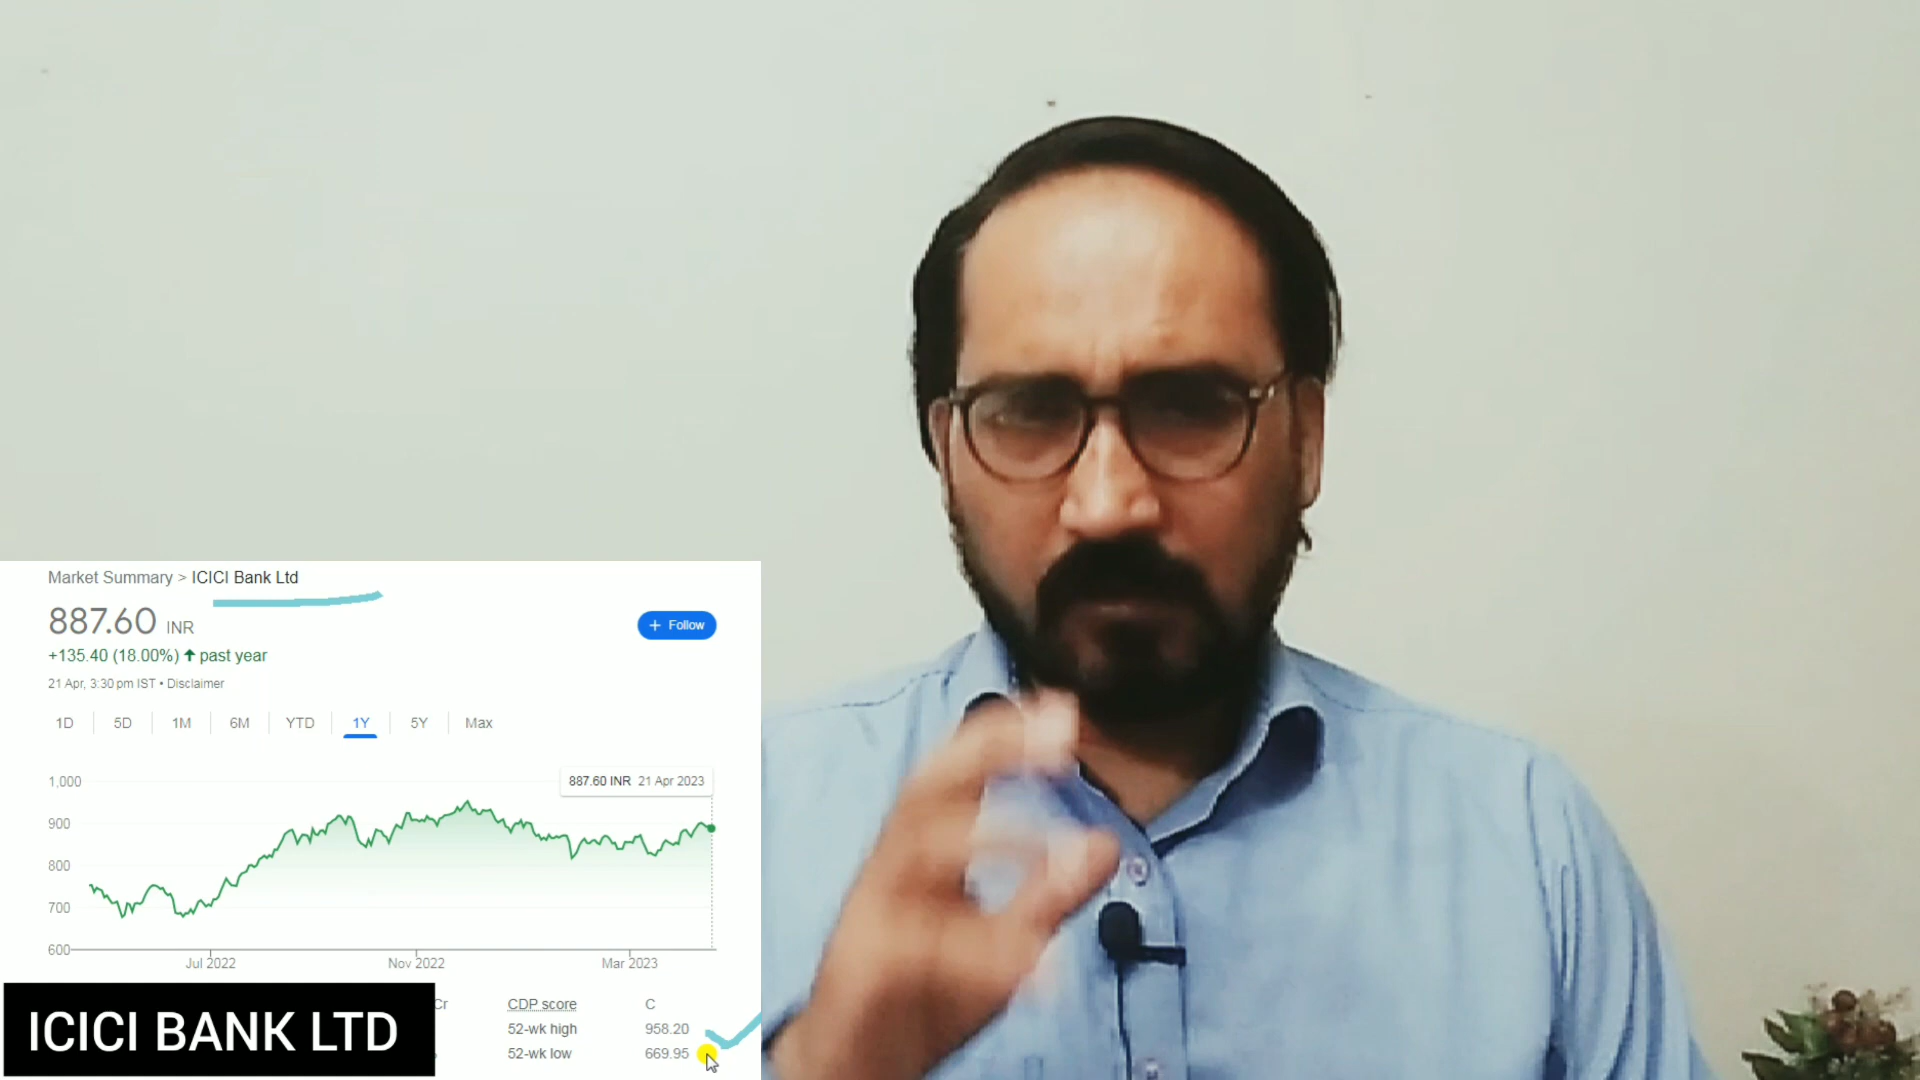 Market Summary > ICICI Bank Ltd
887.60 INR
+ Follow
+135.40 (18.00%) ↑ past year
21 Apr, 3:30 pm IST • Disclaimer
1D 5D 1M 6M YTD 1Y 5Y Max
887.60 INR 21 Apr 2023
1,000
900
800
700
600
Jul 2022 Nov 2022 Mar 2023
Cr CDP score C
52-wk high 958.20
52-wk low 669.95
ICICI BANK LTD